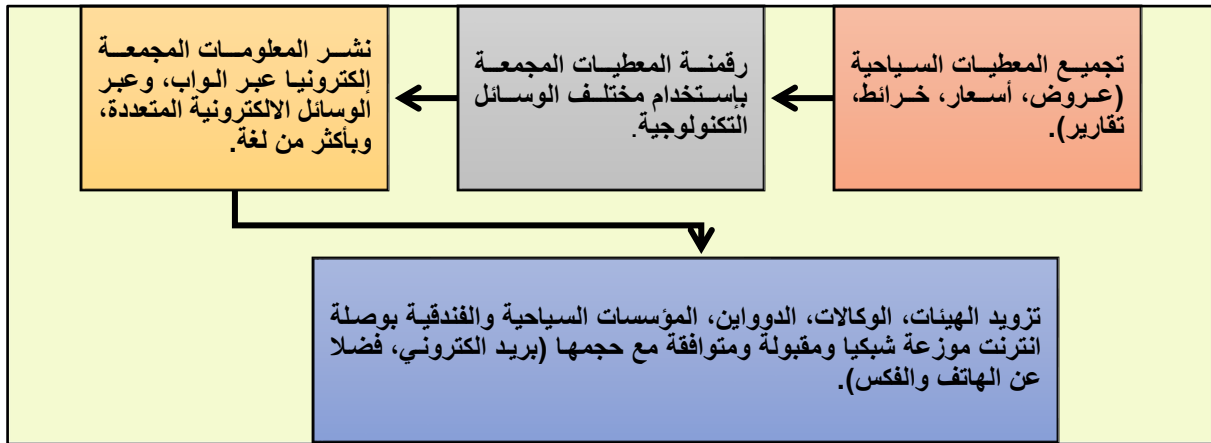 تجميع المعطيات السياحية
(عروض، أسعار، خرائط،
تقارير).
رقمنة المعطيات المجمعة
بإستخدام مختلف الوسائل
التكنولوجية.
نشر المعلومات المجمعة
إلكترونيا عبر الواب، وعبر
الوسائل الالكترونية المتعددة،
وبأكثر من لغة.
تزويد الهيئات، الوكالات، الدوواين، المؤسسات السياحية والفندقية بوصلة
انترنت موزعة شبكيا ومقبولة ومتوافقة مع حجمها (بريد الكتروني، فضلا
عن الهاتف والفكس).